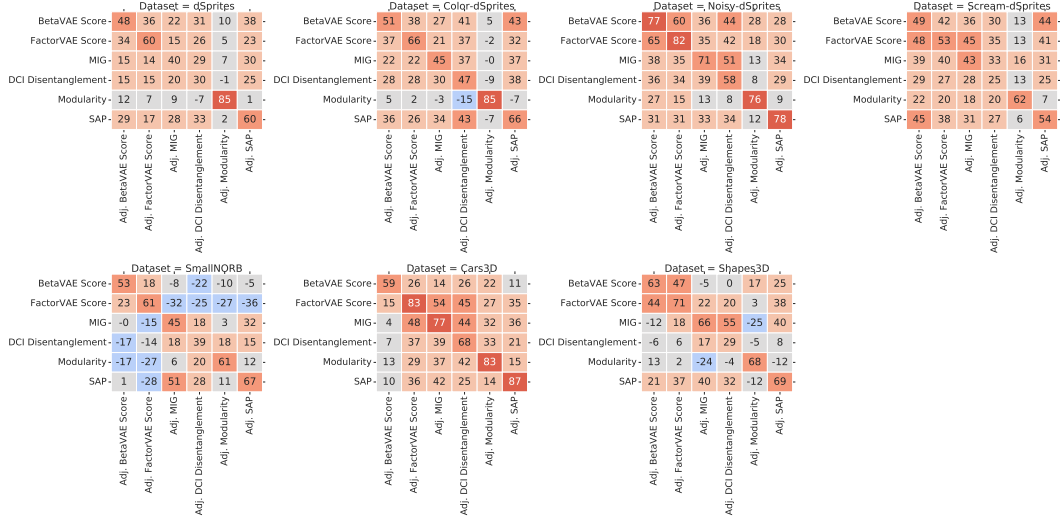 Dataset = dSprites
BetaVAE Score 48 36 22 31 10 38
FactorVAE Score 34 60 15 26 5 23
MIG 15 14 40 29 7 30
DCI Disentanglement 15 15 20 30 -1 21
Modularity 12 7 9 -7 85 1
SAP 29 17 28 33 2 60
Adj. BetaVAE Score
Adj. FactorVAE Score
Adj. MIG
Adj. DCI Disentanglement
Adj. Modularity
Adj. SAP
Dataset = Color-dSprites
BetaVAE Score 51 38 27 41 5 43
FactorVAE Score 37 66 21 37 -2 32
MIG 22 22 45 37 -0 37
DCI Disentanglement 28 28 30 47 -9 38
Modularity 5 2 -3 -15 85 -7
SAP 36 26 34 43 -7 66
Adj. BetaVAE Score
Adj. FactorVAE Score
Adj. MIG
Adj. DCI Disentanglement
Adj. Modularity
Adj. SAP
Dataset = Noisy-dSprites
BetaVAE Score 77 60 36 44 28 28
FactorVAE Score 65 82 35 42 18 30
MIG 38 35 71 51 13 34
DCI Disentanglement 36 34 39 58 8 29
Modularity 27 15 13 8 76 9
SAP 31 31 33 34 12 78
Adj. BetaVAE Score
Adj. FactorVAE Score
Adj. MIG
Adj. DCI Disentanglement
Adj. Modularity
Adj. SAP
Dataset = Scream-dSprites
BetaVAE Score 49 42 36 30 13 44
FactorVAE Score 48 53 45 35 13 41
MIG 39 40 43 33 16 31
DCI Disentanglement 29 27 28 25 13 25
Modularity 22 20 18 20 62 7
SAP 45 38 31 27 6 54
Adj. BetaVAE Score
Adj. FactorVAE Score
Adj. MIG
Adj. DCI Disentanglement
Adj. Modularity
Adj. SAP
Dataset = SmallNORB
BetaVAE Score 53 18 -8 -22 -10 -5
FactorVAE Score 23 61 -32 -25 -27 -36
MIG -0 -15 45 18 3 32
DCI Disentanglement -17 -14 18 39 18 15
Modularity -17 -27 6 20 61 12
SAP 1 -28 51 28 11 67
Adj. BetaVAE Score
Adj. FactorVAE Score
Adj. MIG
Adj. DCI Disentanglement
Adj. Modularity
Adj. SAP
Dataset = Cars3D
BetaVAE Score 59 26 14 26 22 11
FactorVAE Score 15 83 54 45 27 35
MIG 4 48 77 44 32 36
DCI Disentanglement 7 37 39 68 33 21
Modularity 13 29 37 42 83 15
SAP 10 36 42 25 14 87
Adj. BetaVAE Score
Adj. FactorVAE Score
Adj. MIG
Adj. DCI Disentanglement
Adj. Modularity
Adj. SAP
Dataset = Shapes3D
BetaVAE Score 63 47 -5 0 17 25
FactorVAE Score 44 71 22 20 3 38
MIG -12 18 66 55 -25 40
DCI Disentanglement -6 6 17 29 -5 8
Modularity 13 2 -24 -4 68 -12
SAP 21 37 40 32 -12 69
Adj. BetaVAE Score
Adj. FactorVAE Score
Adj. MIG
Adj. DCI Disentanglement
Adj. Modularity
Adj. SAP